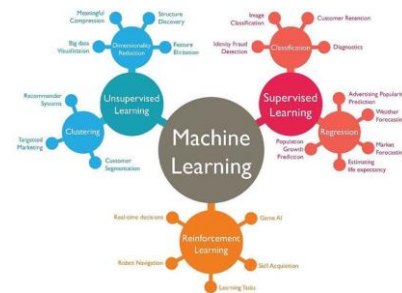 Meaningful
Compression
Structure
Discovery
Big data
Visualization
Dimensionality
Reduction
Feature
Elicitation
Recommender
Systems
Unsupervised
Learning
Clustering
Targeted
Marketing
Customer
Segmentation
Machine
Learning
Image
Classification
Customer Retention
Identity Fraud
Detection
Classification
Diagnostics
Supervised
Learning
Advertising Popularity
Prediction
Weather
Forecasting
Regression
Population
Growth
Prediction
Market
Forecasting
Estimating
life expectancy
Real-time decisions
Game AI
Reinforcement
Learning
Robot Navigation
Skill Acquisition
Learning Tasks